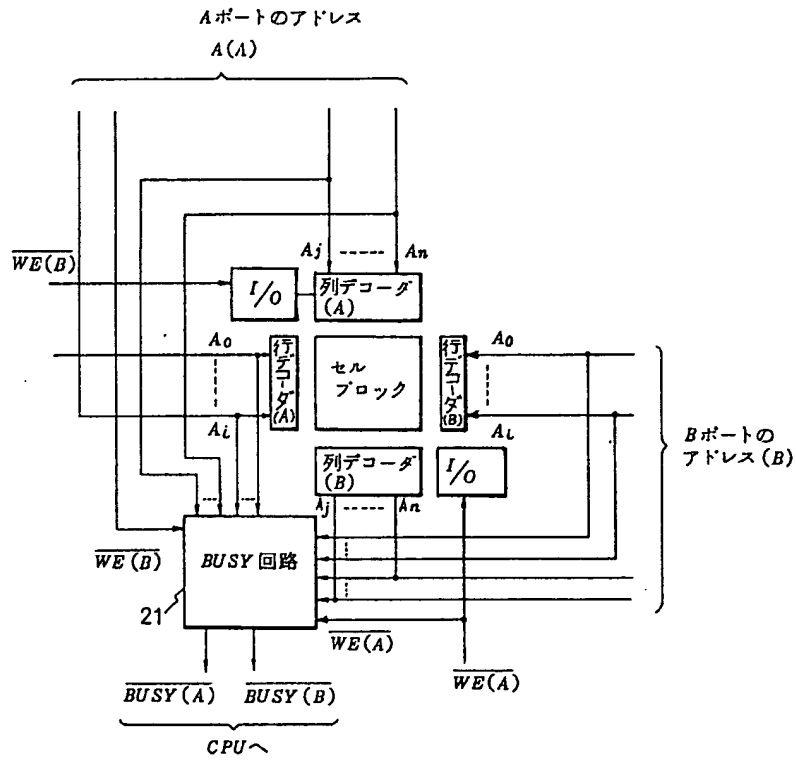 Aポートのアドレス
A(A)
WE(B)
Aj ----- An
I/O
列デコーダ
(A)
A0
行デコーダ(A)
セル
ブロック
行デコーダ(B)
A0
Ai
Ai
Bポートの
アドレス(B)
列デコーダ
(B)
I/O
Aj ----- An
WE(B)
BUSY回路
21
WE(A)
WE(A)
BUSY(A) BUSY(B)
CPUへ